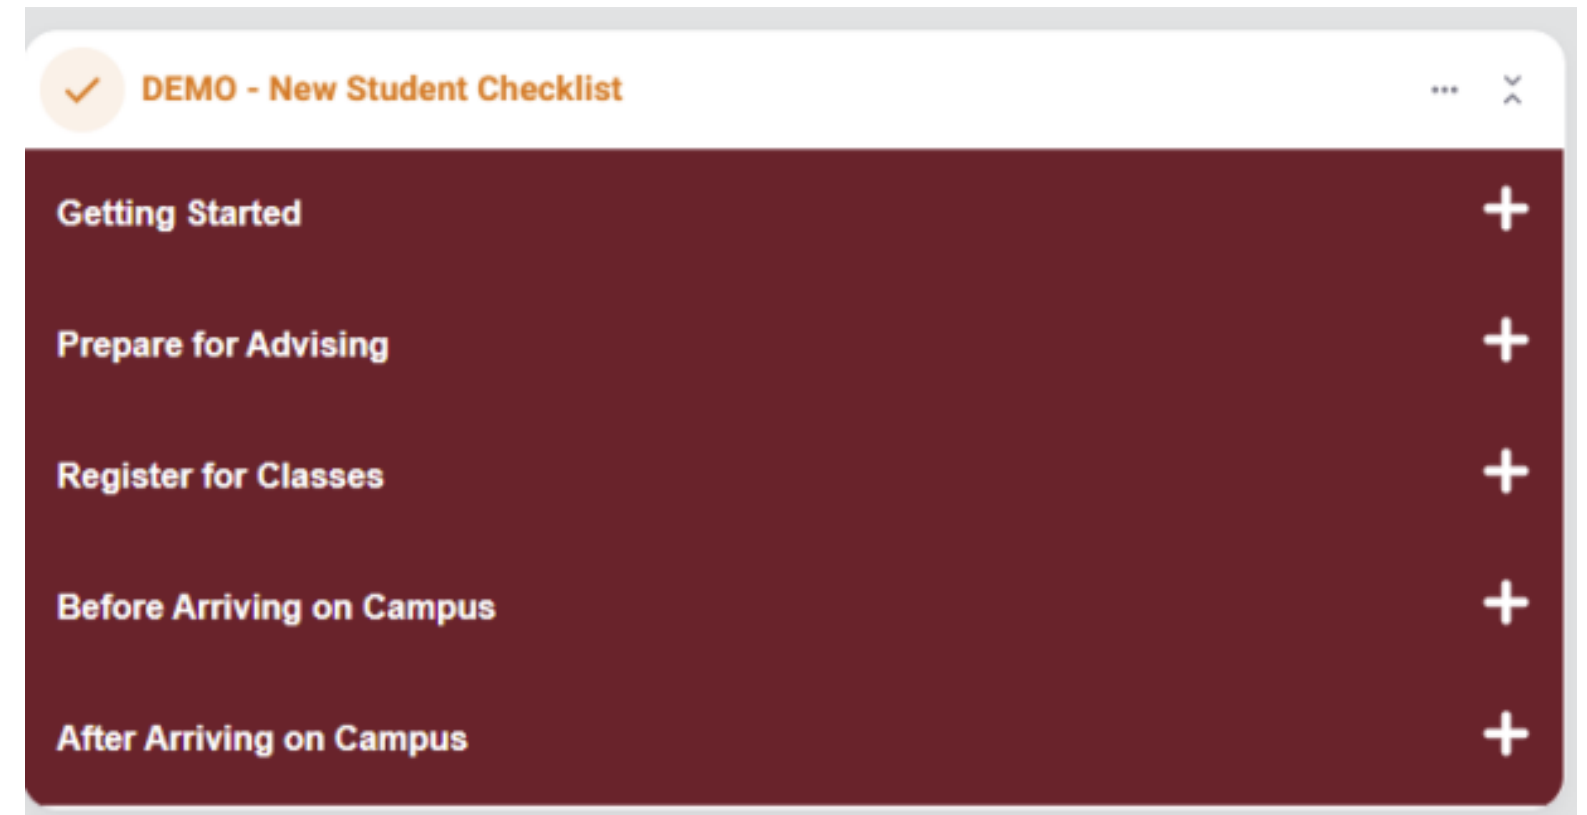 DEMO - New Student Checklist
Getting Started
Prepare for Advising
Register for Classes
Before Arriving on Campus
After Arriving on Campus